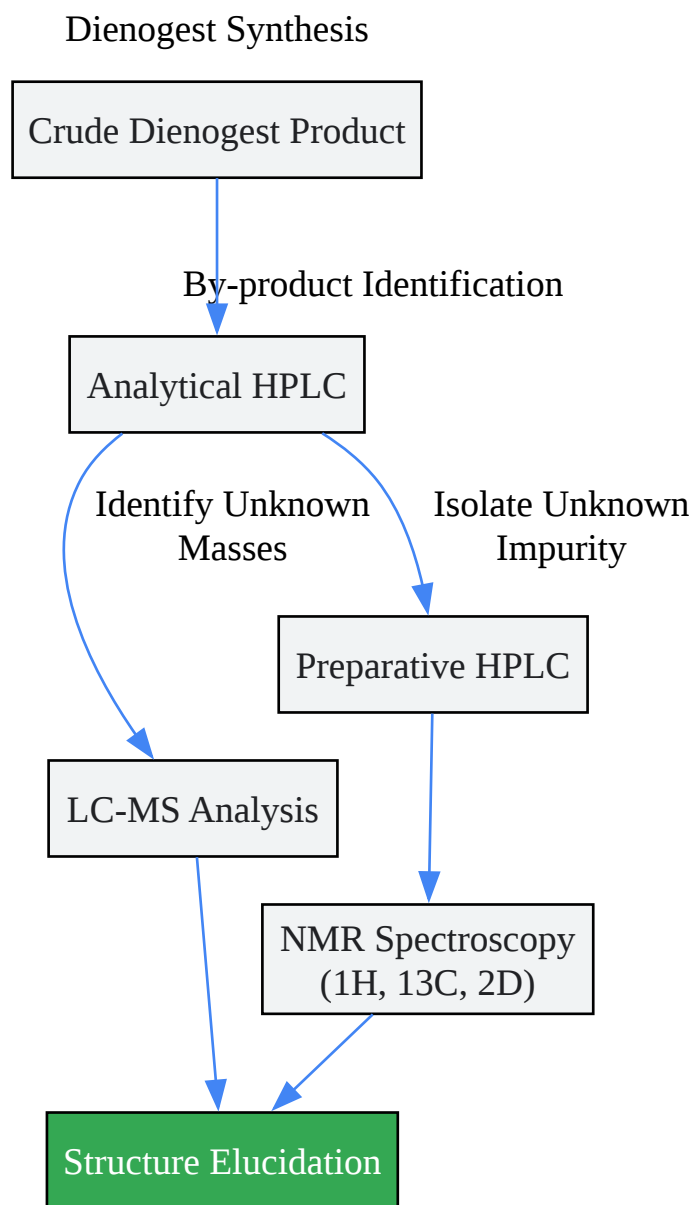 Dienogest Synthesis
Crude Dienogest Product
By-product Identification
Analytical HPLC
Identify Unknown
Masses
Isolate Unknown
Impurity
Preparative HPLC
LC-MS Analysis
NMR Spectroscopy
(1H, 13C, 2D)
Structure Elucidation